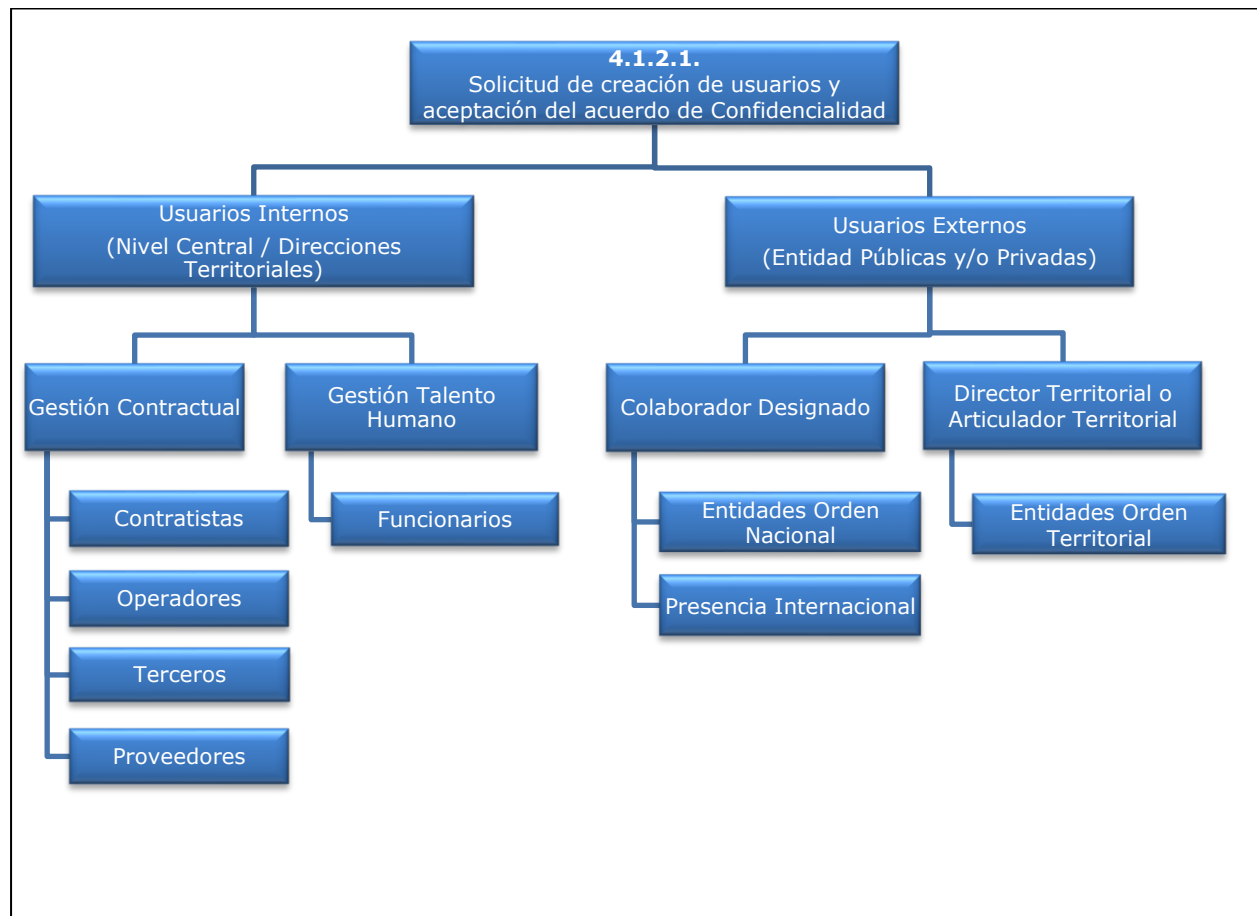 4.1.2.1.
Solicitud de creación de usuarios y
aceptación del acuerdo de Confidencialidad
Usuarios Internos
(Nivel Central / Direcciones
Territoriales)
Usuarios Externos
(Entidad Públicas y/o Privadas)
Gestión Contractual
Gestión Talento
Humano
Colaborador Designado
Director Territorial o
Articulador Territorial
Contratistas
Operadores
Terceros
Proveedores
Funcionarios
Entidades Orden
Nacional
Presencia Internacional
Entidades Orden
Territorial